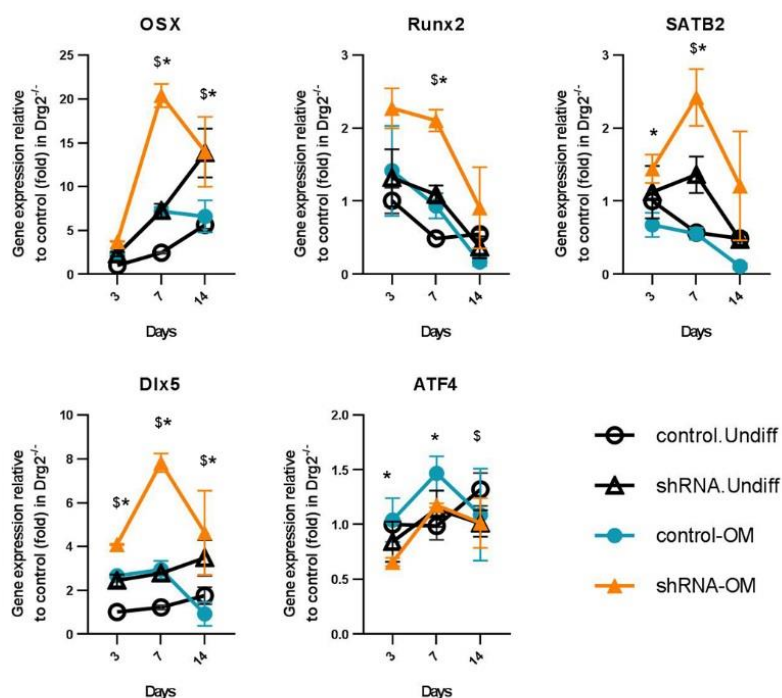 OSX
Gene expression relative
to control (fold) in Drg2-/-
25
20
15
10
5
0
$*
$*
3
7
14
Days
Runx2
Gene expression relative
to control (fold) in Drg2-/-
3
2
1
0
$*
3
7
14
Days
SATB2
Gene expression relative
to control (fold) in Drg2-/-
3
2
1
0
*
$*
3
7
14
Days
Dlx5
Gene expression relative
to control (fold) in Drg2-/-
10
8
6
4
2
0
$*
$*
$*
3
7
14
Days
ATF4
Gene expression relative
to control (fold) in Drg2-/-
2.0
1.5
1.0
0.5
0.0
*
*
$
3
7
14
Days
control.Undiff
shRNA.Undiff
control-OM
shRNA-OM